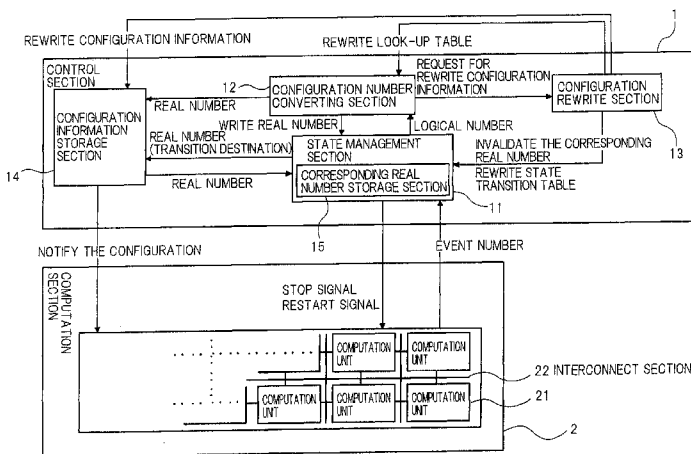 1
REWRITE CONFIGURATION INFORMATION
REWRITE LOOK-UP TABLE
CONTROL
SECTION
12
CONFIGURATION NUMBER
CONVERTING SECTION
REQUEST FOR
REWRITE CONFIGURATION
INFORMATION
CONFIGURATION
REWRITE SECTION
13
CONFIGURATION
INFORMATION
STORAGE
SECTION
14
REAL NUMBER
WRITE REAL NUMBER
LOGICAL NUMBER
REAL NUMBER
(TRANSITION DESTINATION)
STATE MANAGEMENT
SECTION
INVALIDATE THE CORRESPONDING
REAL NUMBER
REWRITE STATE
TRANSITION TABLE
CORRESPONDING REAL
NUMBER STORAGE SECTION
REAL NUMBER
11
15
NOTIFY THE CONFIGURATION
EVENT NUMBER
STOP SIGNAL
RESTART SIGNAL
COMPUTATION
SECTION
COMPUTATION
UNIT
COMPUTATION
UNIT
22 INTERCONNECT SECTION
COMPUTATION
UNIT
COMPUTATION
UNIT
COMPUTATION
UNIT
21
2